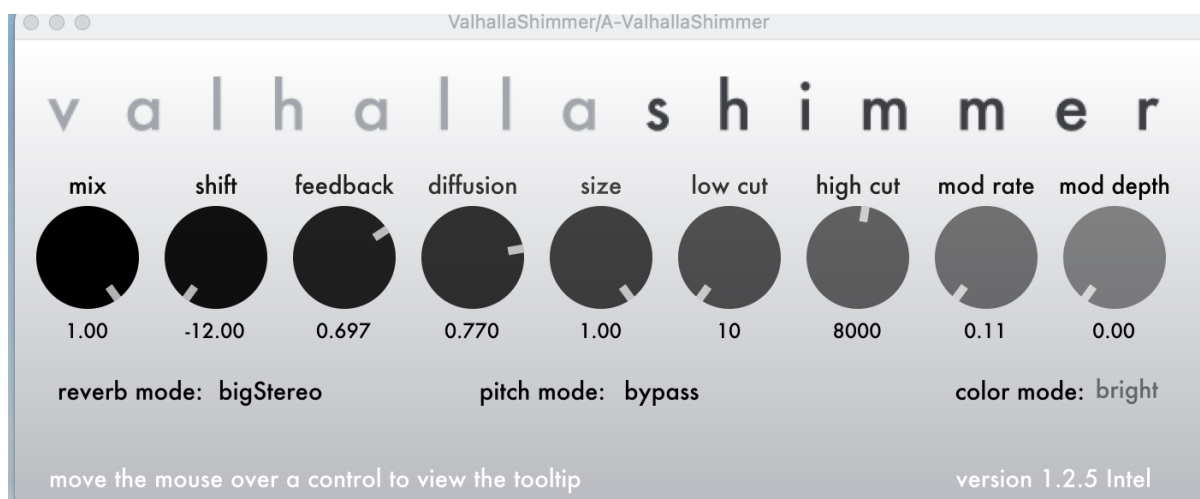 ValhallaShimmer/A-ValhallaShimmer
valhallashimmer
mix shift feedback diffusion size low cut high cut mod rate mod depth
1.00 -12.00 0.697 0.770 1.00 10 8000 0.11 0.00
reverb mode: bigStereo pitch mode: bypass color mode: bright
move the mouse over a control to view the tooltip version 1.2.5 Intel